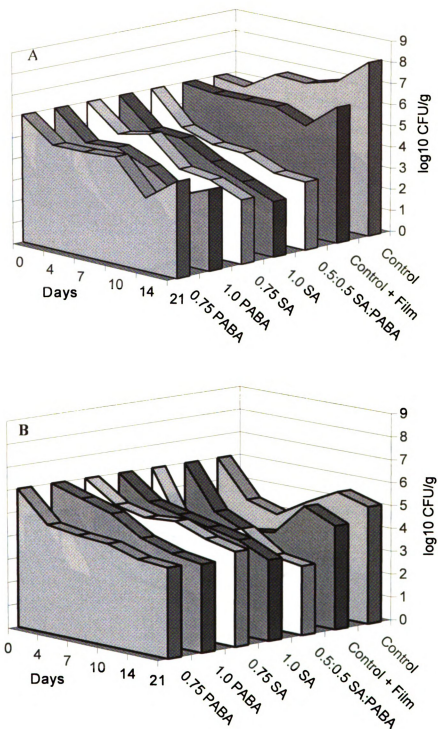 A
9
8
7
6
5
4
3
2
1
0
log10 CFU/g
0
4
7
10
14
21
Days
0.75 PABA
1.0 PABA
0.75 SA
1.0 SA
0.5:0.5 SA:PABA
Control + Film
Control
B
9
8
7
6
5
4
3
2
1
0
log10 CFU/g
0
4
7
10
14
21
Days
0.75 PABA
1.0 PABA
0.75 SA
1.0 SA
0.5:0.5 SA:PABA
Control + Film
Control